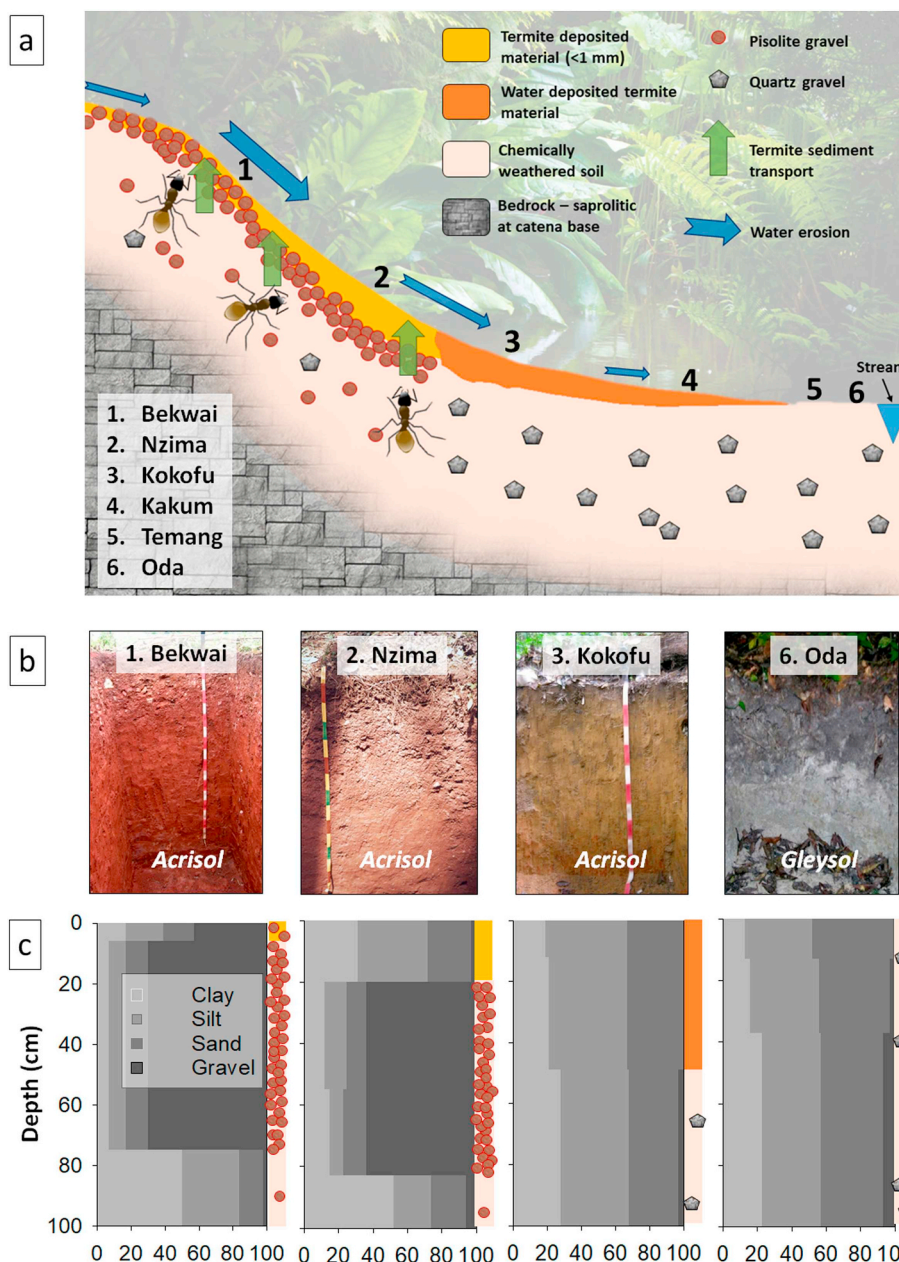 a
Termite deposited
material (<1 mm)
Water deposited termite
material
Chemically
weathered soil
Bedrock – saprolitic
at catena base
Pisolite gravel
Quartz gravel
Termite sediment
transport
Water erosion
1
2
3
4
5
6
Strear
1. Bekwai
2. Nzima
3. Kokofu
4. Kakum
5. Temang
6. Oda
b
1. Bekwai
2. Nzima
3. Kokofu
6. Oda
Acrisol
Acrisol
Acrisol
Gleysol
c
Depth (cm)
0
20
40
60
80
100
Clay
Silt
Sand
Gravel
0 20 40 60 80 100
0 20 40 60 80 100
0 20 40 60 80 100
0 20 40 60 80 100